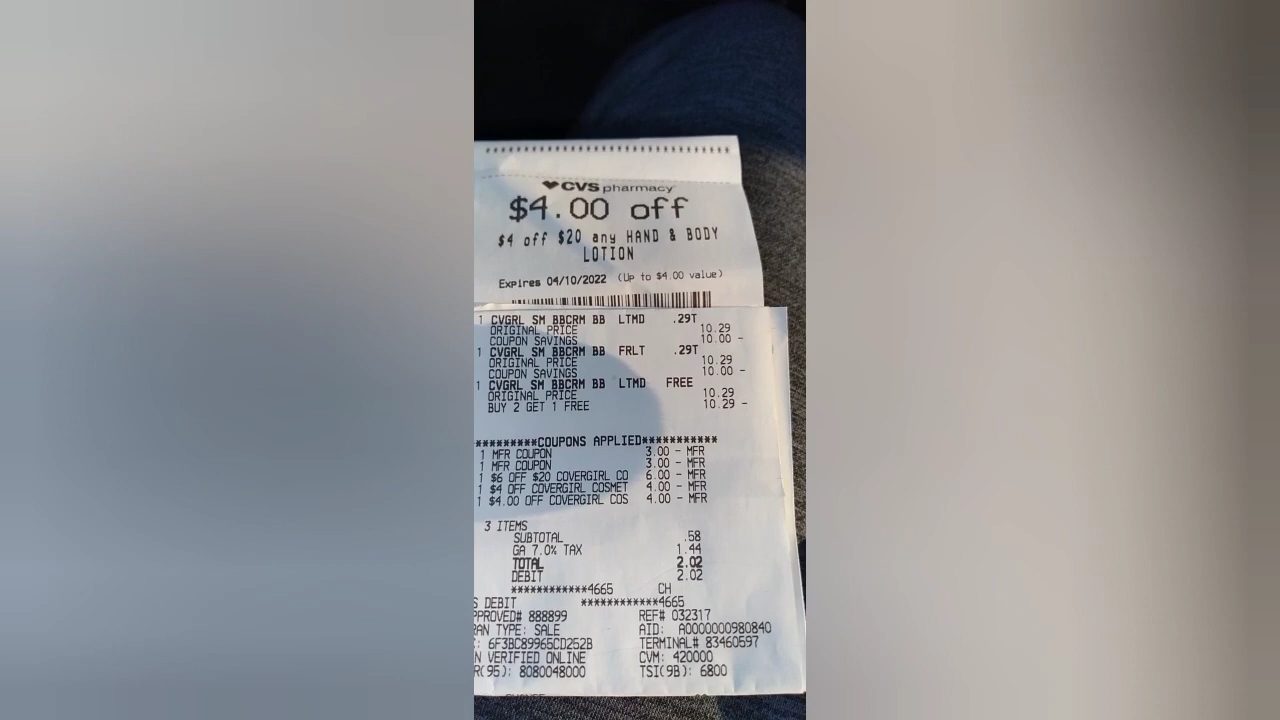 CVS pharmacy
$4.00 off
$4 off $20 any HAND & BODY
LOTION
Expires 04/10/2022 (Up to $4.00 value)
1 CVGRL SM BBCRM BB LTMD .29T
ORIGINAL PRICE 10.29
COUPON SAVINGS 10.00 -
1 CVGRL SM BBCRM BB FRLT .29T
ORIGINAL PRICE 10.29
COUPON SAVINGS 10.00 -
1 CVGRL SM BBCRM BB LTMD FREE
ORIGINAL PRICE 10.29
BUY 2 GET 1 FREE 10.29 -
*********COUPONS APPLIED***********
1 MFR COUPON 3.00 - MFR
1 MFR COUPON 3.00 - MFR
1 $6 OFF $20 COVERGIRL CO 6.00 - MFR
1 $4 OFF COVERGIRL COSMET 4.00 - MFR
1 $4.00 OFF COVERGIRL COS 4.00 - MFR
3 ITEMS
SUBTOTAL .58
GA 7.0% TAX 1.44
TOTAL 2.02
DEBIT 2.02
************4665 CH
S DEBIT ************4665
PPROVED# 888899 REF# 032317
RAN TYPE: SALE AID: A0000000980840
: 6F3BC89965CD252B TERMINAL# 83460597
N VERIFIED ONLINE CVM: 420000
R(95): 8080048000 TSI(9B): 6800